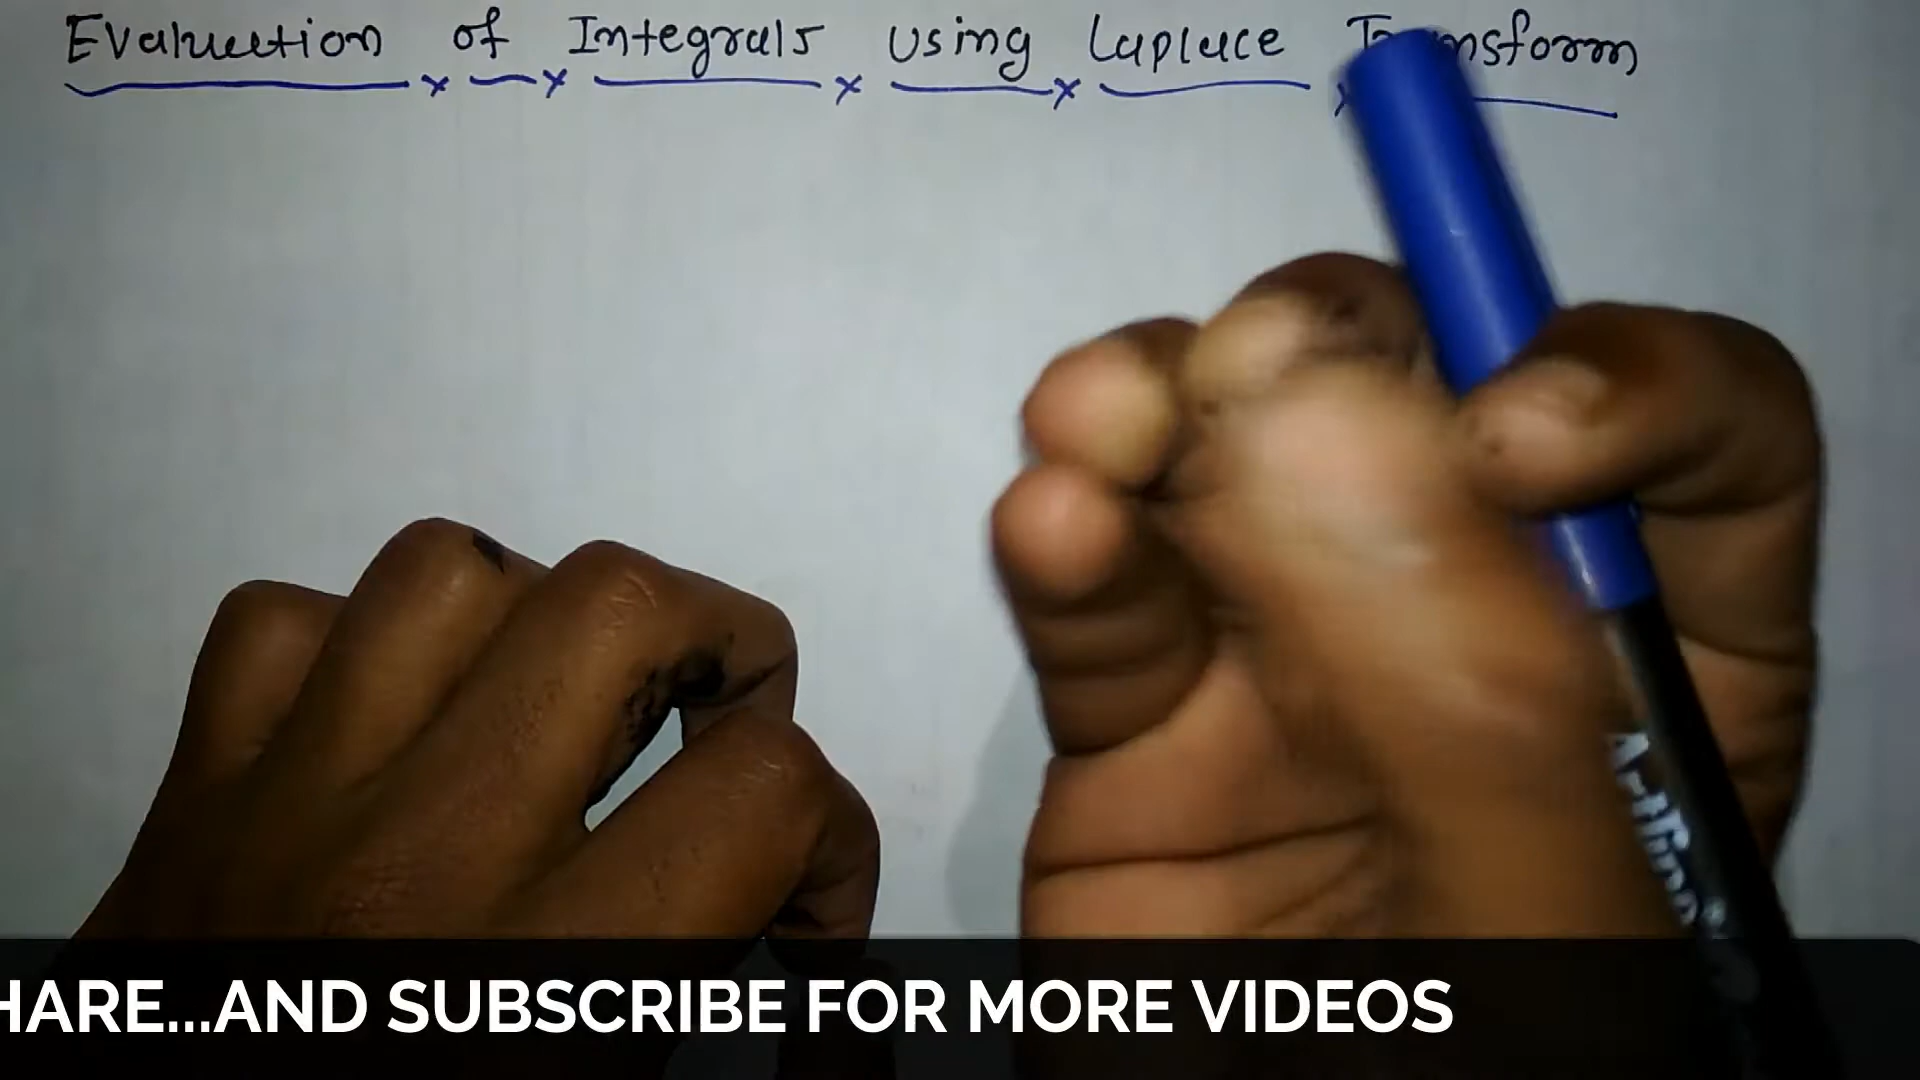 Evaluation of Integrals using Laplace Transform
HARE...AND SUBSCRIBE FOR MORE VIDEOS